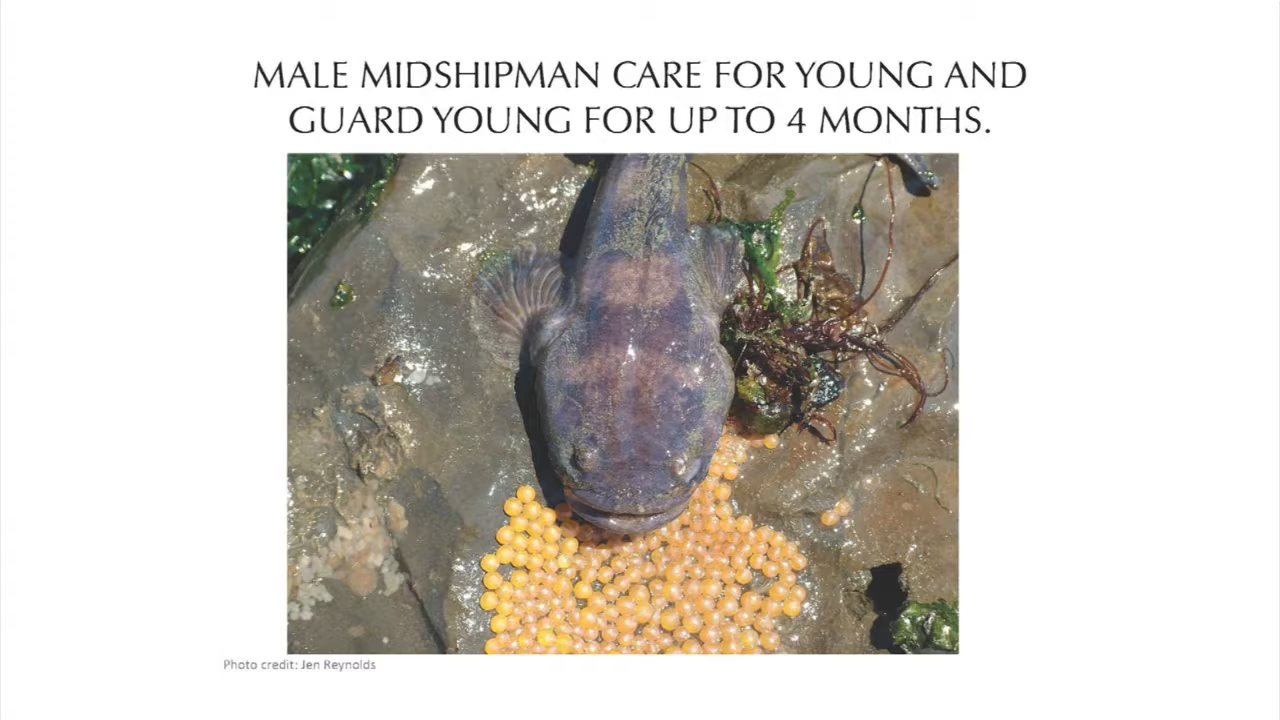 MALE MIDSHIPMAN CARE FOR YOUNG AND
GUARD YOUNG FOR UP TO 4 MONTHS.
Photo credit: Jen Reynolds